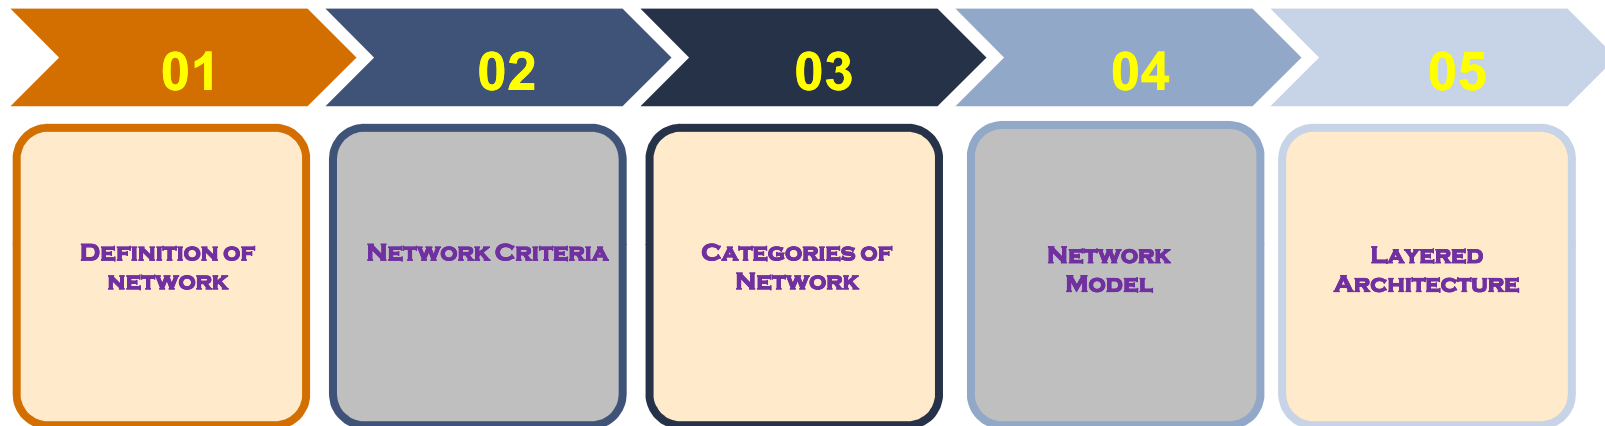 01
02
03
04
05
Definition of
network
Network Criteria
Categories of
Network
Network
Model
Layered
Architecture